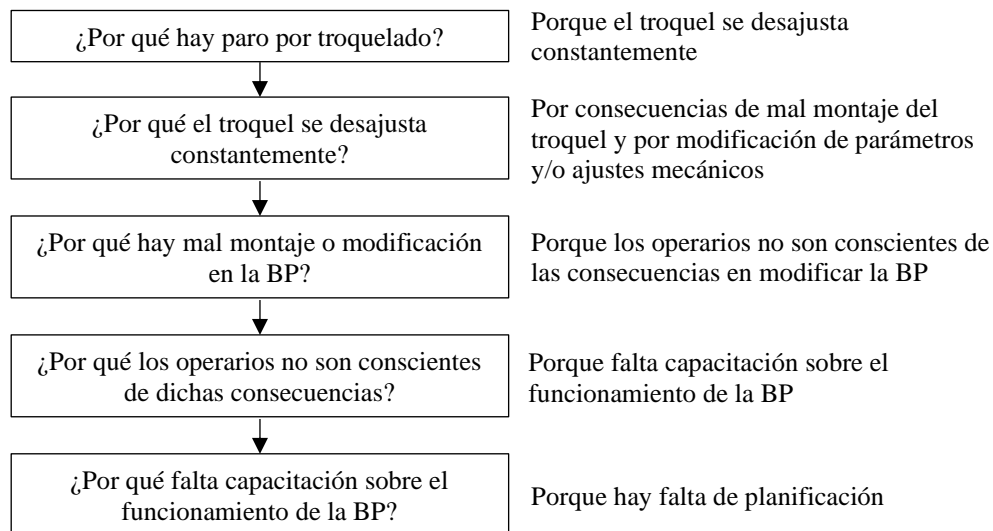 ¿Por qué hay paro por troquelado?
Porque el troquel se desajusta
constantemente
¿Por qué el troquel se desajusta
constantemente?
Por consecuencias de mal montaje del
troquel y por modificación de parámetros
y/o ajustes mecánicos
¿Por qué hay mal montaje o modificación
en la BP?
Porque los operarios no son conscientes de
las consecuencias en modificar la BP
¿Por qué los operarios no son conscientes
de dichas consecuencias?
Porque falta capacitación sobre el
funcionamiento de la BP
¿Por qué falta capacitación sobre el
funcionamiento de la BP?
Porque hay falta de planificación